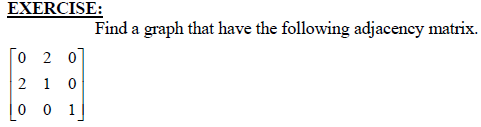 EXERCISE:
Find a graph that have the following adjacency matrix.
0 2 0
2 1 0
0 0 1